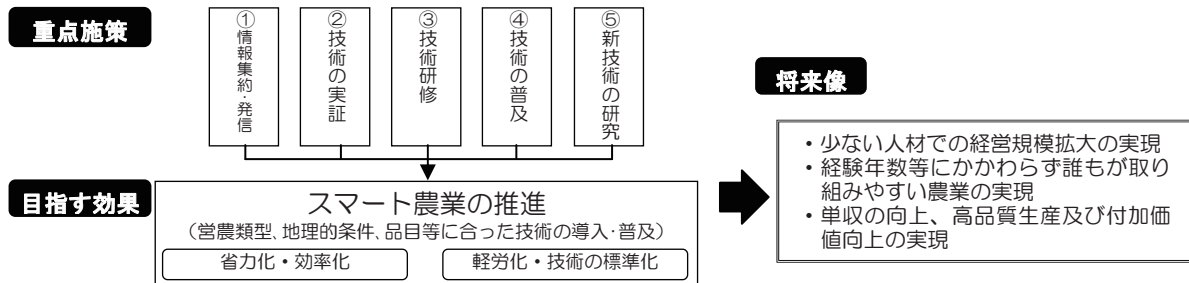 重点施策
①情報集約・発信
②技術の実証
③技術研修
④技術の普及
⑤新技術の研究
目指す効果
スマート農業の推進
（営農類型、地理的条件、品目等に合った技術の導入・普及）
省力化・効率化
軽労化・技術の標準化
将来像
・少ない人材での経営規模拡大の実現
・経験年数等にかかわらず誰もが取り
組みやすい農業の実現
・単収の向上、高品質生産及び付加価
値向上の実現